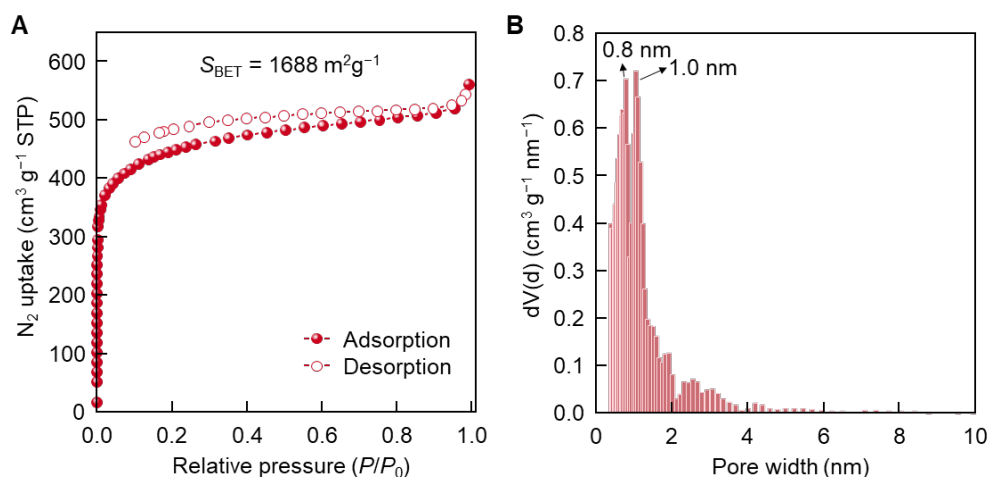 A
S_BET = 1688 m²g⁻¹
N₂ uptake (cm³ g⁻¹ STP)
600
500
400
300
200
100
0
Adsorption
Desorption
0.0 0.2 0.4 0.6 0.8 1.0
Relative pressure (P/P₀)
B
0.8 nm
1.0 nm
dV(d) (cm³ g⁻¹ nm⁻¹)
0.8
0.7
0.6
0.5
0.4
0.3
0.2
0.1
0.0
0 2 4 6 8 10
Pore width (nm)